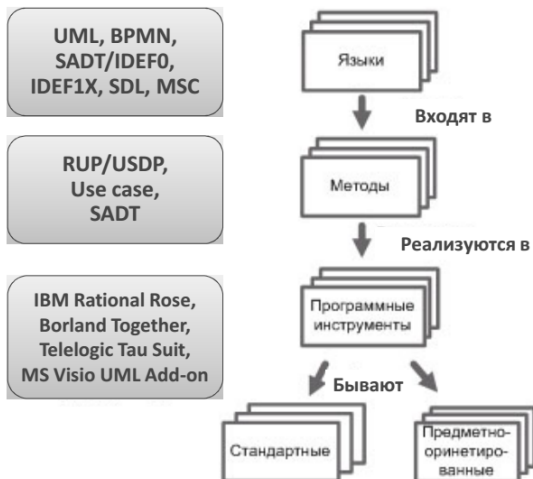 UML, BPMN,
SADT/IDEF0,
IDEF1X, SDL, MSC
Языки
Входят в
RUP/USDP,
Use case,
SADT
Методы
Реализуются в
IBM Rational Rose,
Borland Together,
Telelogic Tau Suit,
MS Visio UML Add-on
Программные
инструменты
Бывают
Стандартные
Предметно-
оринетиро-
ванные